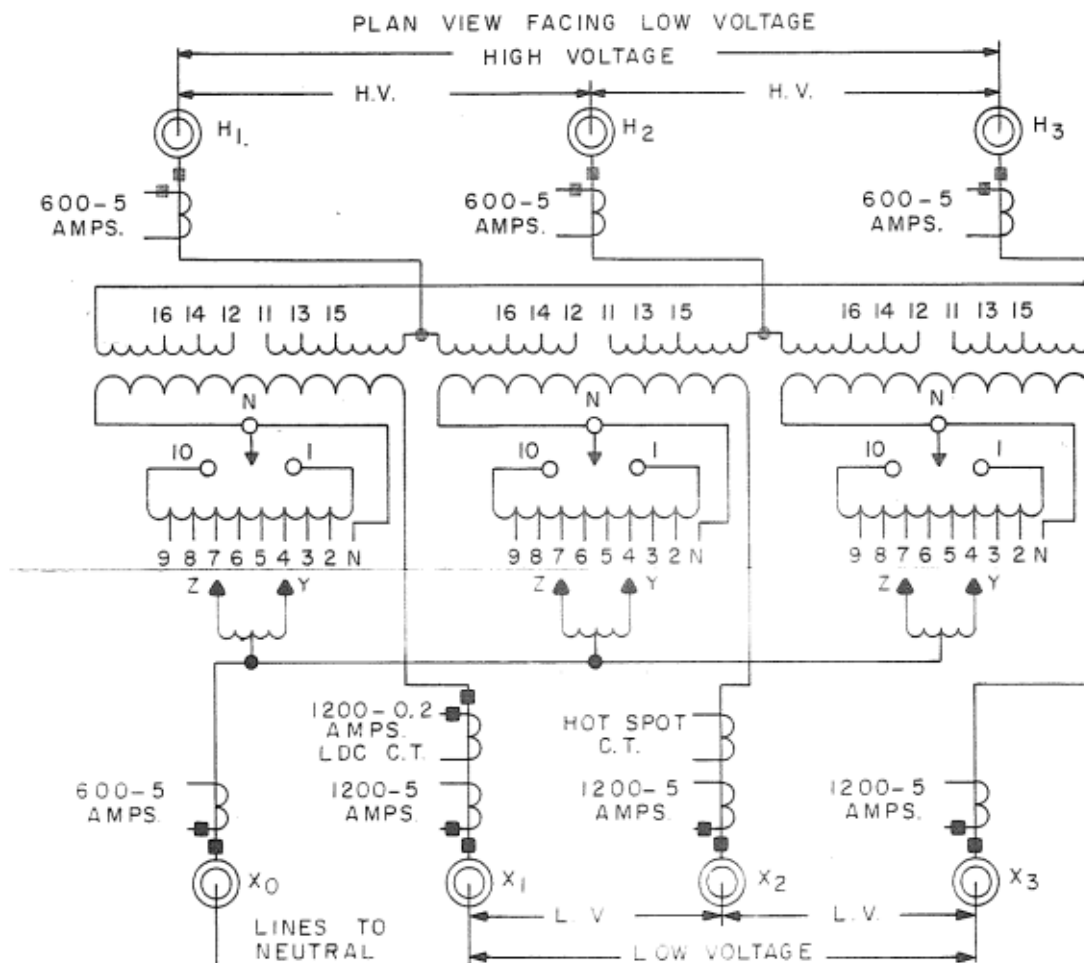 PLAN VIEW FACING LOW VOLTAGE
HIGH VOLTAGE
H.V. H.V.
H1. H2 H3
600-5 600-5 600-5
AMPS. AMPS. AMPS.
16 14 12 11 13 15 16 14 12 11 13 15 16 14 12 11 13 15
N N N
10 1 10 1 10 1
9 8 7 6 5 4 3 2 N 9 8 7 6 5 4 3 2 N 9 8 7 6 5 4 3 2 N
Z Y Z Y Z Y
1200-0.2 HOT SPOT
AMPS. C.T.
LDC C.T.
600-5 1200-5 1200-5 1200-5
AMPS. AMPS. AMPS. AMPS.
X0 X1 X2 X3
L. V L. V.
LINES TO
NEUTRAL LOW VOLTAGE